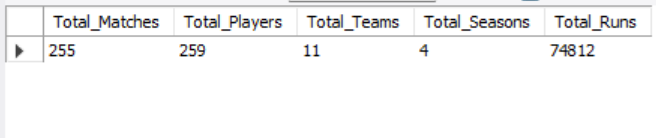 Total_Matches Total_Players Total_Teams Total_Seasons Total_Runs
255 259 11 4 74812